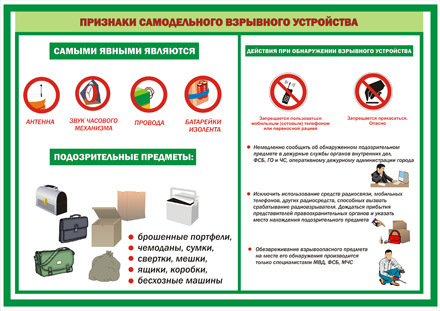 ПРИЗНАКИ САМОДЕЛЬНОГО ВЗРЫВНОГО УСТРОЙСТВА
САМЫМИ ЯВНЫМИ ЯВЛЯЮТСЯ
АНТЕННА
ЗВУК ЧАСОВОГО
МЕХАНИЗМА
ПРОВОДА
БАТАРЕЙКИ
ИЗОЛЕНТА
ПОДОЗРИТЕЛЬНЫЕ ПРЕДМЕТЫ:
• брошенные портфели,
• чемоданы, сумки,
• свертки, мешки,
• ящики, коробки,
• бесхозные машины
ДЕЙСТВИЯ ПРИ ОБНАРУЖЕНИИ ВЗРЫВНОГО УСТРОЙСТВА
Запрещается пользоваться
мобильным (сотовым) телефоном
или переносной рацией
Запрещается прикасаться.
Опасно
• Немедленно сообщить об обнаруженном подозрительном
предмете в дежурные службы органов внутренних дел,
ФСБ, ГО и ЧС, оперативному дежурному администрации города
• Исключить использование средств радиосвязи, мобильных
телефонов, других радиосредств, способных вызвать
срабатывание радиовзрывателя. Дождаться прибытия
представителей правоохранительных органов и указать
место нахождения подозрительного предмета
• Обезвреживание взрывоопасного предмета
на месте его обнаружения производится
только специалистами МВД, ФСБ, МЧС